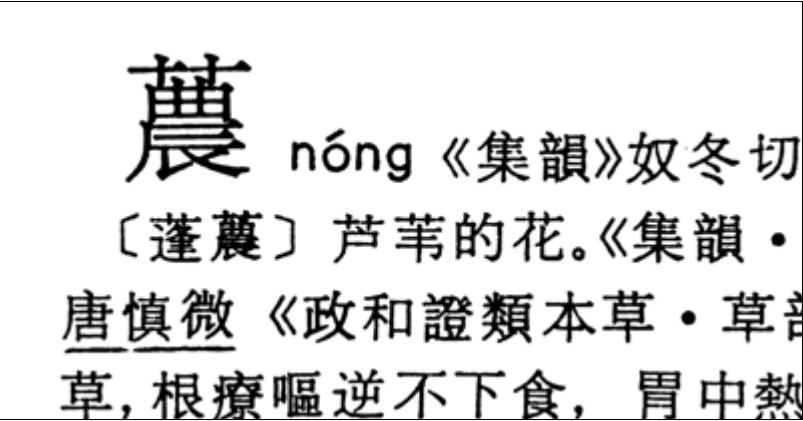 蕽 nóng 《集韻》奴冬切
〔蓬蕽〕芦苇的花。《集韻·
唐慎微《政和證類本草·草部
草,根療嘔逆不下食,胃中熱